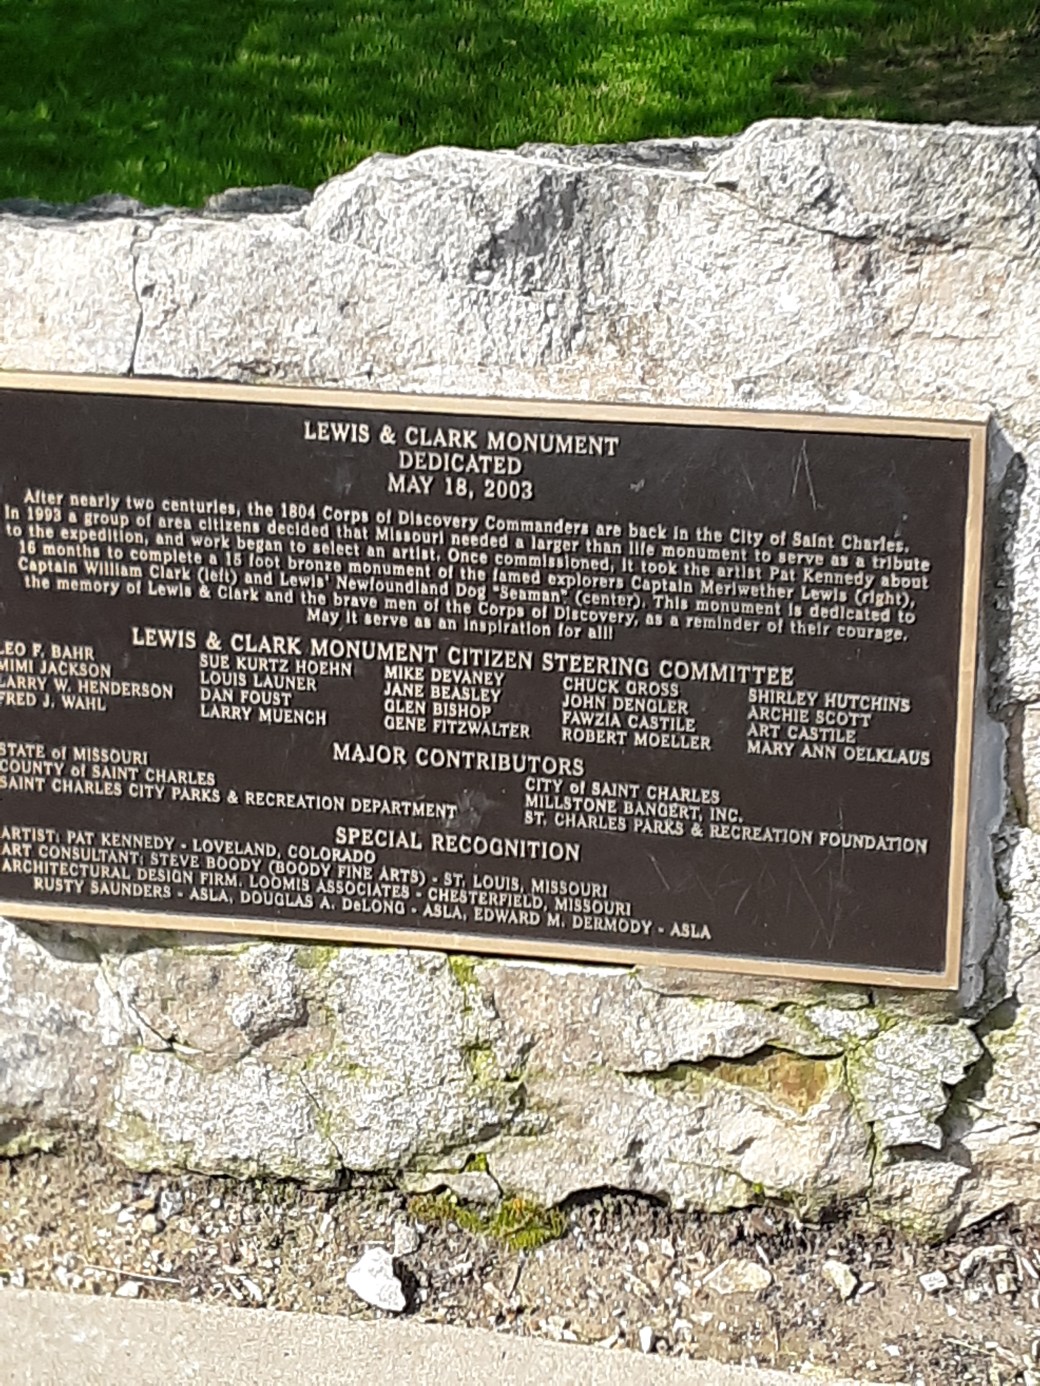 LEWIS & CLARK MONUMENT
DEDICATED
MAY 18, 2003
After nearly two centuries, the 1804 Corps of Discovery Commanders are back in the City of Saint Charles.
In 1993 a group of area citizens decided that Missouri needed a larger than life monument to serve as a tribute
to the expedition, and work began to select an artist. Once commissioned, it took the artist Pat Kennedy about
16 months to complete a 15 foot bronze monument of the famed explorers Captain Meriwether Lewis (right),
Captain William Clark (left) and Lewis' Newfoundland Dog "Seaman" (center). This monument is dedicated to
the memory of Lewis & Clark and the brave men of the Corps of Discovery, as a reminder of their courage.
May it serve as an inspiration for all!
LEWIS & CLARK MONUMENT CITIZEN STEERING COMMITTEE
LEO F. BAHR SUE KURTZ HOEHN MIKE DEVANEY CHUCK GROSS SHIRLEY HUTCHINS
MIMI JACKSON LOUIS LAUNER JANE BEASLEY JOHN DENGLER ARCHIE SCOTT
LARRY W. HENDERSON DAN FOUST GLEN BISHOP FAWZIA CASTILE ART CASTILE
FRED J. WAHL LARRY MUENCH GENE FITZWALTER ROBERT MOELLER MARY ANN OELKLAUS
MAJOR CONTRIBUTORS
STATE of MISSOURI CITY of SAINT CHARLES
COUNTY of SAINT CHARLES MILLSTONE BANGERT, INC.
SAINT CHARLES CITY PARKS & RECREATION DEPARTMENT ST. CHARLES PARKS & RECREATION FOUNDATION
SPECIAL RECOGNITION
ARTIST: PAT KENNEDY - LOVELAND, COLORADO
ART CONSULTANT: STEVE BOODY (BOODY FINE ARTS) - ST. LOUIS, MISSOURI
ARCHITECTURAL DESIGN FIRM, LOOMIS ASSOCIATES - CHESTERFIELD, MISSOURI
RUSTY SAUNDERS - ASLA, DOUGLAS A. DeLONG - ASLA, EDWARD M. DERMODY - ASLA